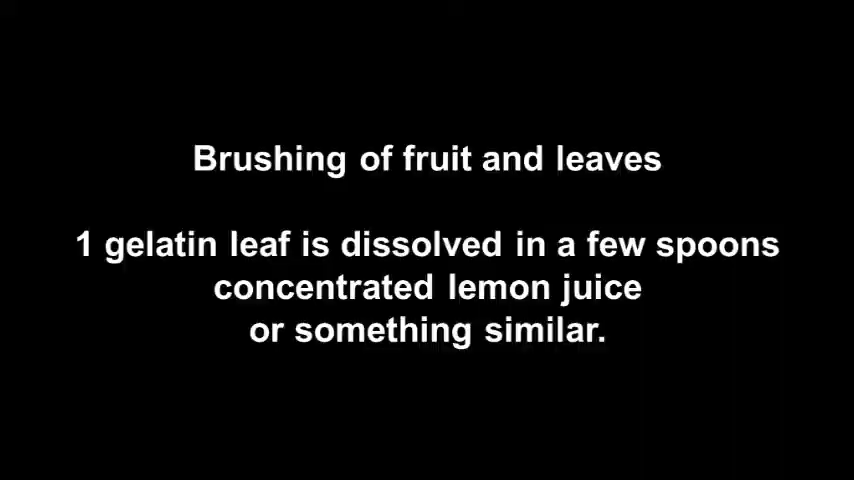 Brushing of fruit and leaves
1 gelatin leaf is dissolved in a few spoons
concentrated lemon juice
or something similar.